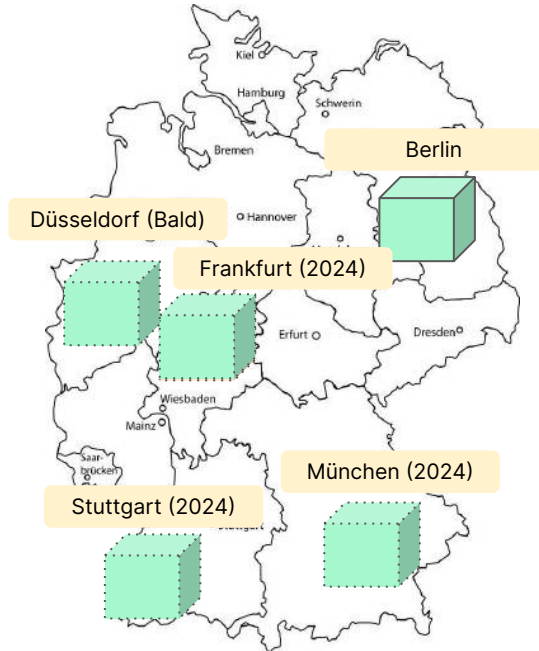 Kiel
Hamburg
Schwerin
Bremen
Berlin
Düsseldorf (Bald)
Hannover
Frankfurt (2024)
Erfurt
Dresden
Wiesbaden
Mainz
Saar-
brücken
München (2024)
Stuttgart (2024)